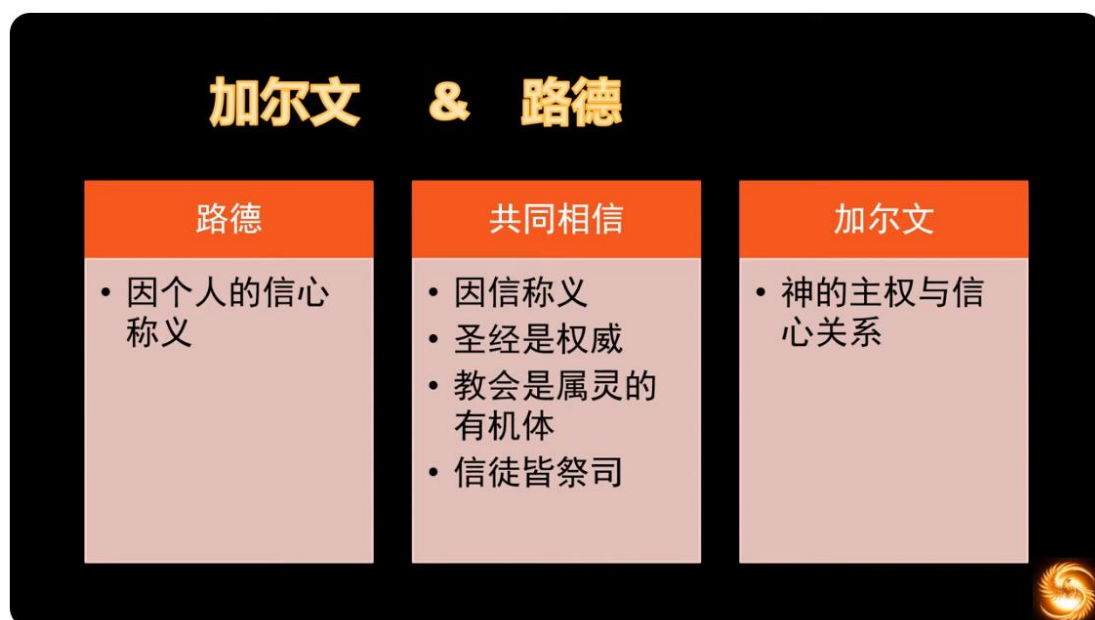 加尔文 & 路德
路德
• 因个人的信心
称义
共同相信
• 因信称义
• 圣经是权威
• 教会是属灵的
有机体
• 信徒皆祭司
加尔文
• 神的主权与信
心关系